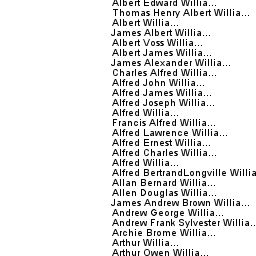 Albert Edward Willia...
Thomas Henry Albert Willia...
Albert Willia...
James Albert Willia...
Albert Voss Willia...
Albert James Willia...
James Alexander Willia...
Charles Alfred Willia...
Alfred John Willia...
Alfred James Willia...
Alfred Joseph Willia...
Alfred Willia...
Francis Alfred Willia...
Alfred Lawrence Willia...
Alfred Ernest Willia...
Alfred Charles Willia...
Alfred Willia...
Alfred BertrandLongville Willia
Allan Bernard Willia...
Allen Douglas Willia...
James Andrew Brown Willia...
Andrew George Willia...
Andrew Frank Sylvester Willia..
Archie Brome Willia...
Arthur Willia...
Arthur Owen Willia...